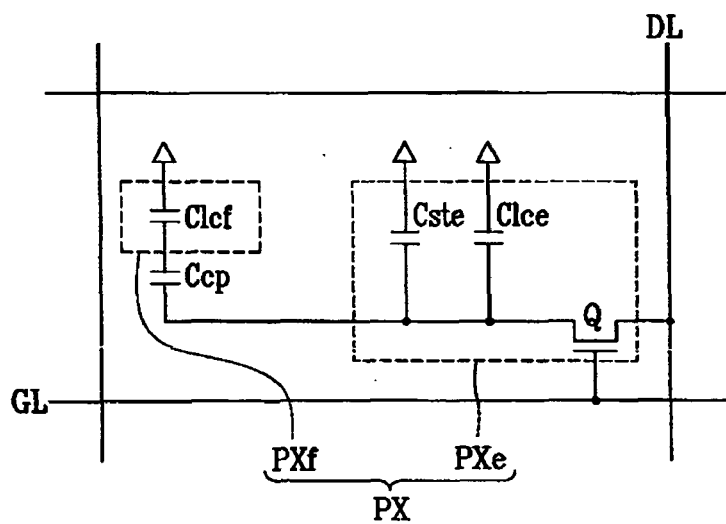 DL
Clcf
Cste
Clce
Ccp
Q
GL
PXf
PXe
PX